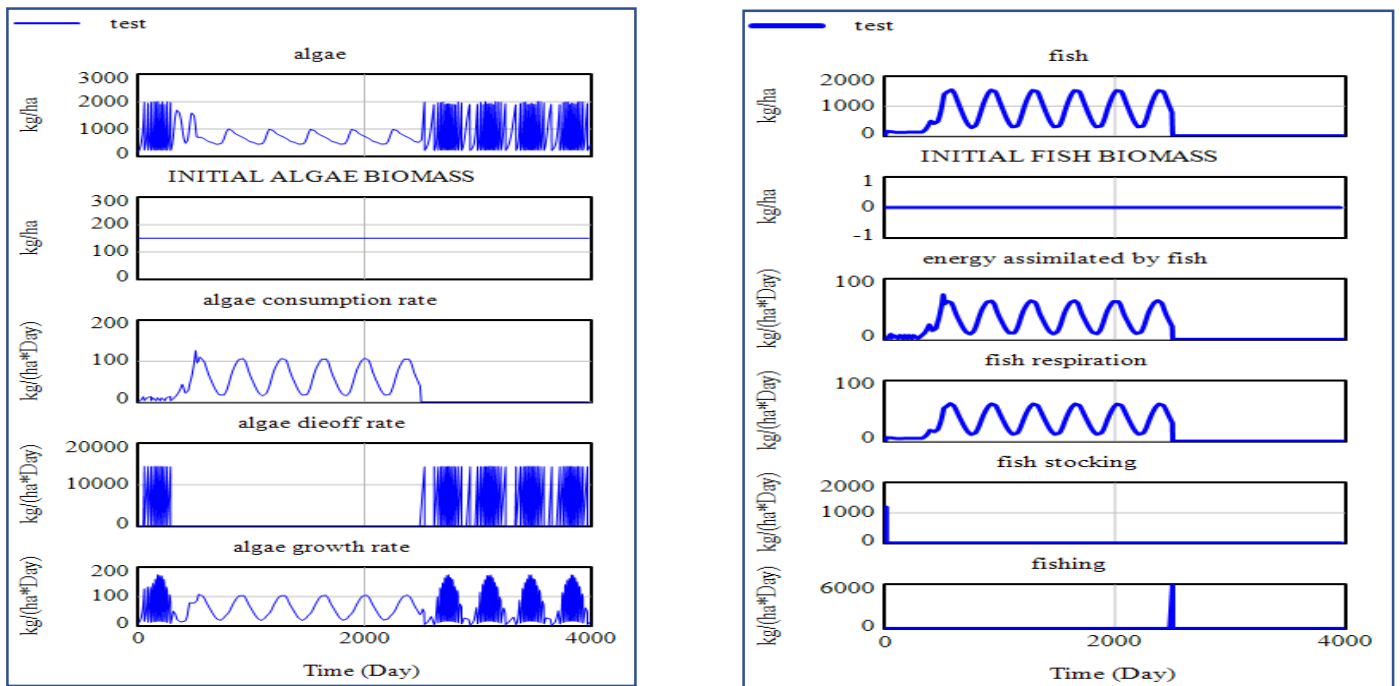 test
algae
kg/ha
3000
2000
1000
0
INITIAL ALGAE BIOMASS
kg/ha
300
200
100
0
algae consumption rate
kg/(ha*Day)
200
100
0
algae dieoff rate
kg/(ha*Day)
20000
10000
0
algae growth rate
kg/(ha*Day)
200
100
0
0 2000 4000
Time (Day)
test
fish
kg/ha
2000
1000
0
INITIAL FISH BIOMASS
kg/ha
1
0
-1
energy assimilated by fish
kg/(ha*Day)
100
0
fish respiration
kg/(ha*Day)
100
0
fish stocking
kg/(ha*Day)
2000
1000
0
fishing
kg/(ha*Day)
6000
0
0 2000 4000
Time (Day)